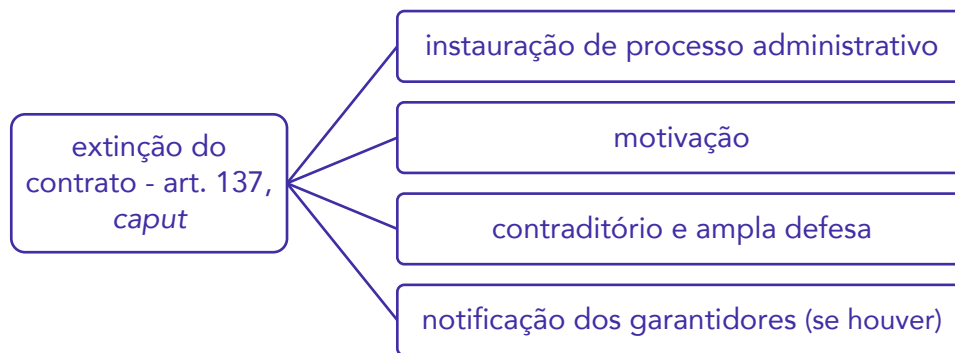 extinção do
contrato - art. 137,
caput
instauração de processo administrativo
motivação
contraditório e ampla defesa
notificação dos garantidores (se houver)